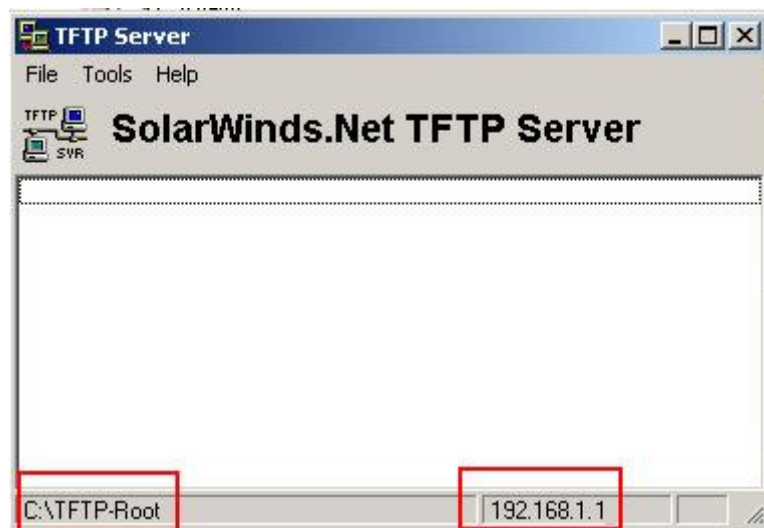 TFTP Server
File Tools Help
TFTP
SVR
SolarWinds.Net TFTP Server
C:\TFTP-Root
192.168.1.1